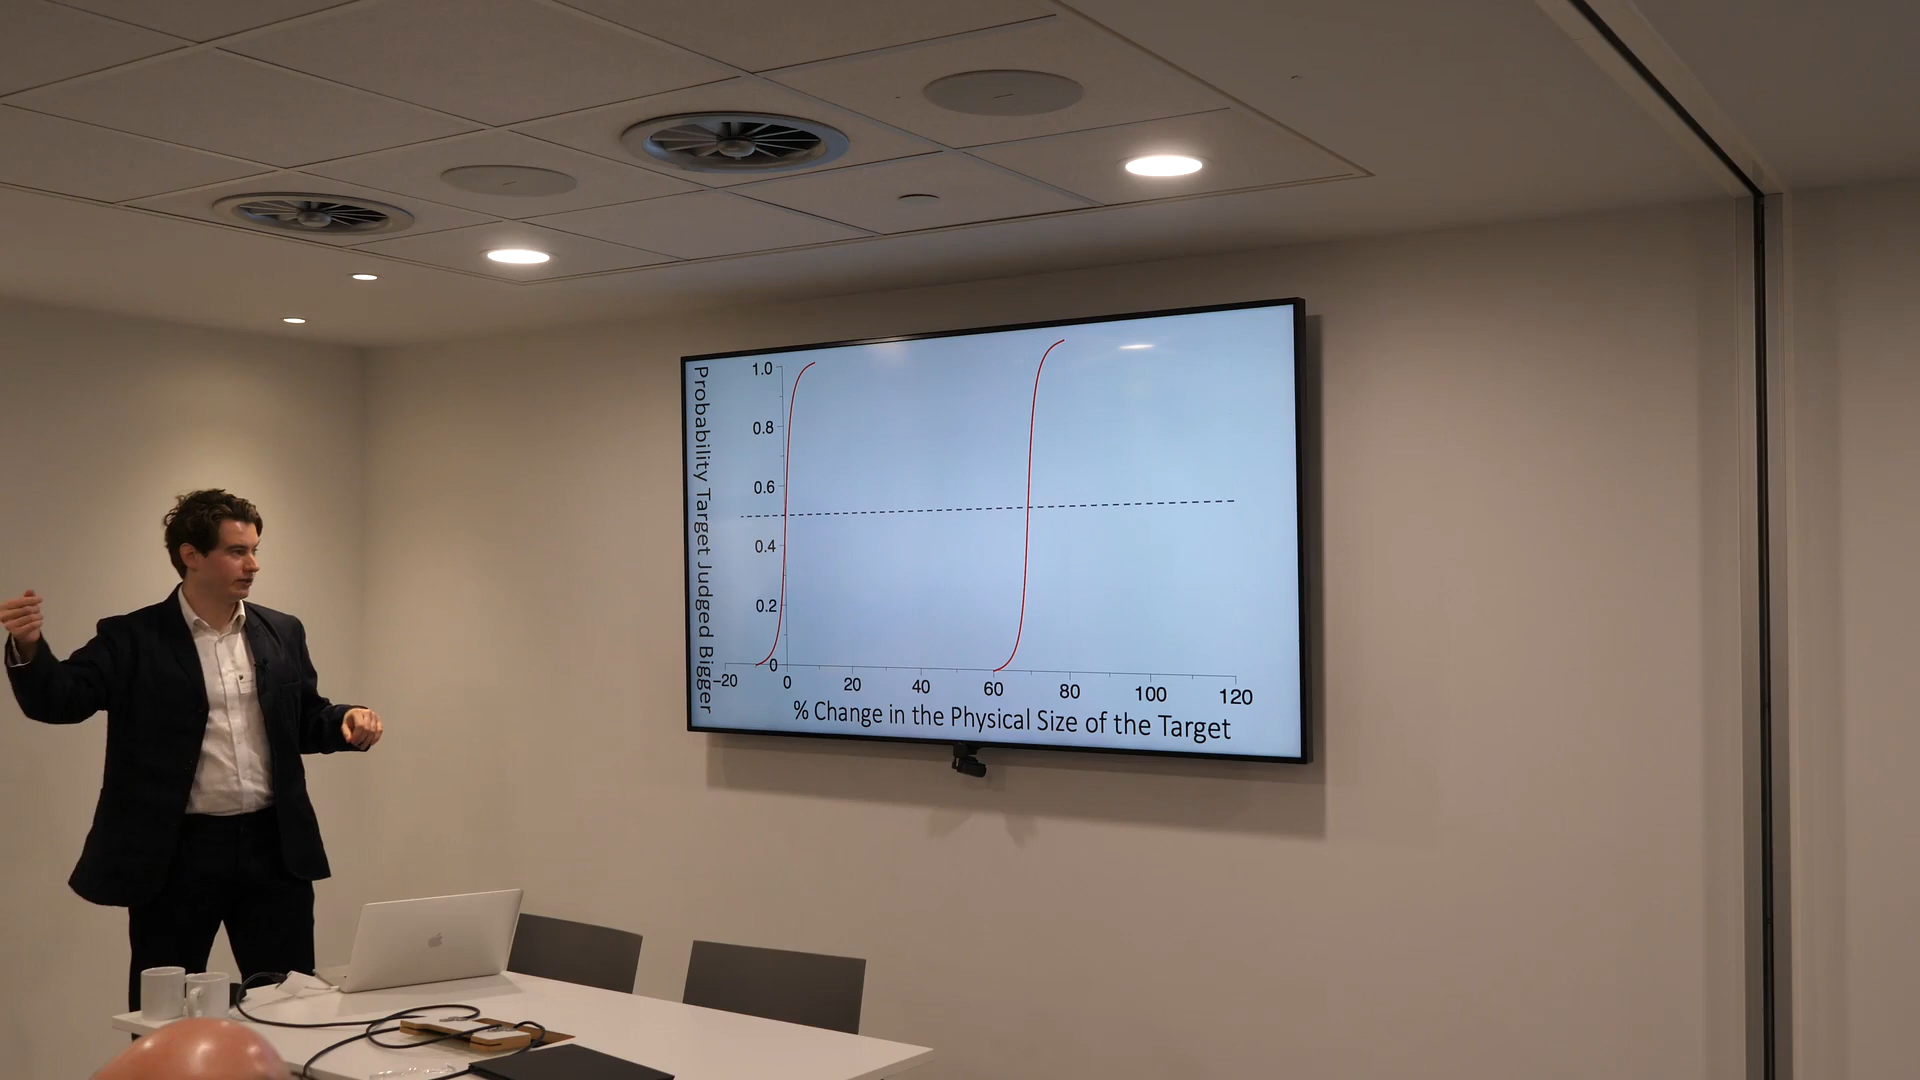 Probability Target Judged Bigger
1.0
0.8
0.6
0.4
0.2
0
-20 0 20 40 60 80 100 120
% Change in the Physical Size of the Target